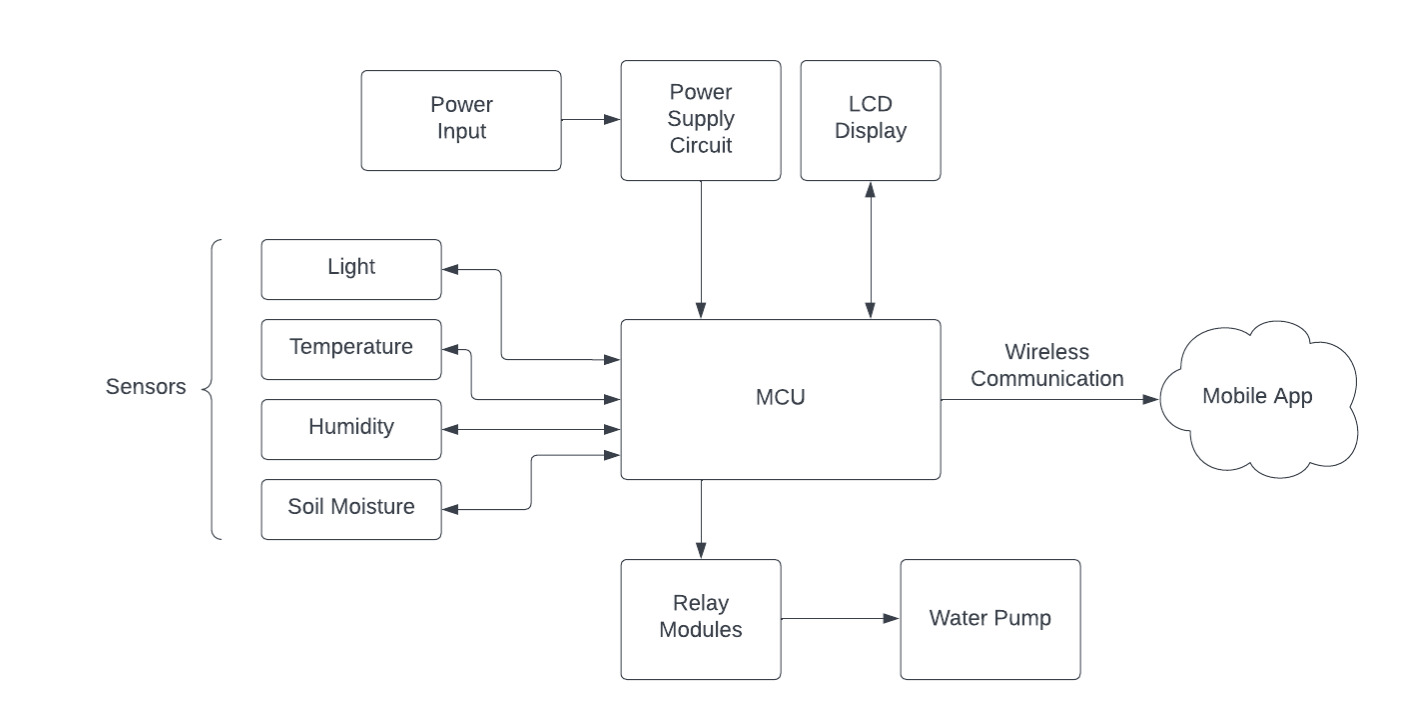 Power
Input
Power
Supply
Circuit
LCD
Display
Light
Temperature
Humidity
Soil Moisture
Sensors
MCU
Wireless
Communication
Mobile App
Relay
Modules
Water Pump